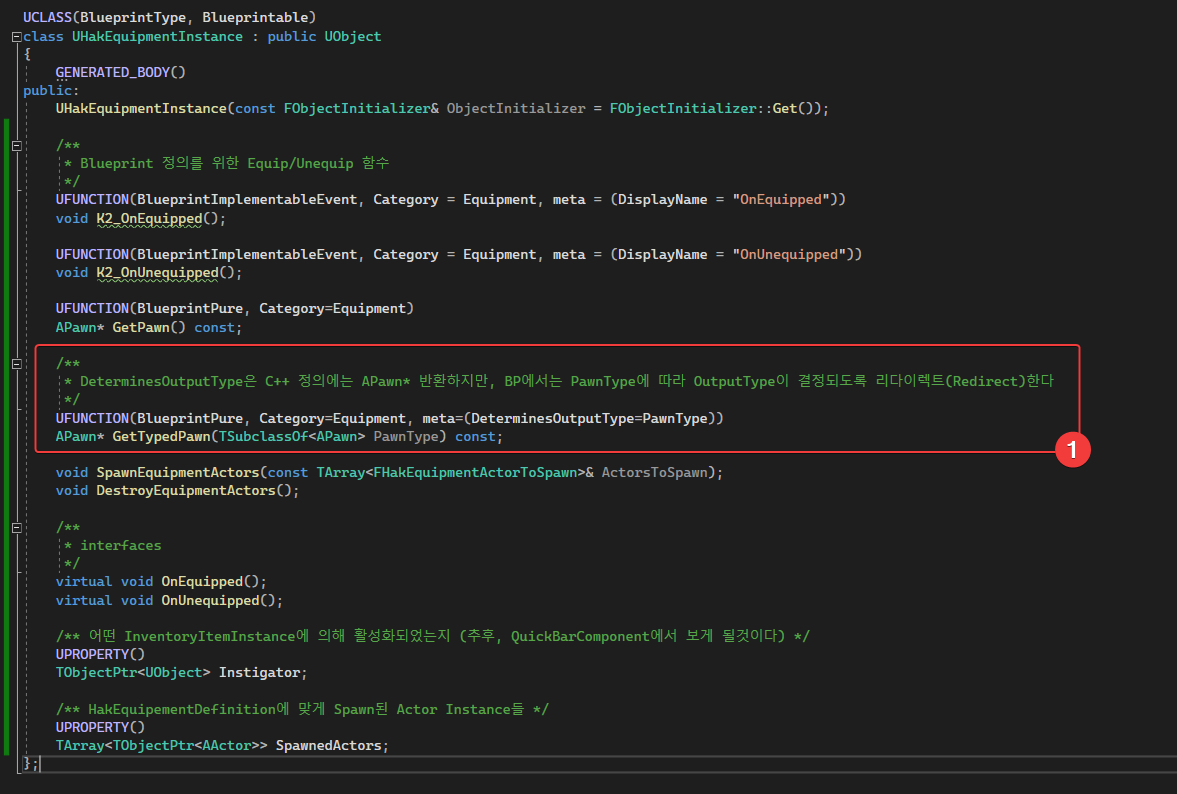 UCLASS(BlueprintType, Blueprintable)
class UHakEquipmentInstance : public UObject
{
GENERATED_BODY()
public:
UHakEquipmentInstance(const FObjectInitializer& ObjectInitializer = FObjectInitializer::Get());
/**
* Blueprint 정의를 위한 Equip/Unequip 함수
*/
UFUNCTION(BlueprintImplementableEvent, Category = Equipment, meta = (DisplayName = "OnEquipped"))
void K2_OnEquipped();
UFUNCTION(BlueprintImplementableEvent, Category = Equipment, meta = (DisplayName = "OnUnequipped"))
void K2_OnUnequipped();
UFUNCTION(BlueprintPure, Category=Equipment)
APawn* GetPawn() const;
/**
* DeterminesOutputType은 C++ 정의에는 APawn* 반환하지만, BP에서는 PawnType에 따라 OutputType이 결정되도록 리다이렉트(Redirect)한다
*/
UFUNCTION(BlueprintPure, Category=Equipment, meta=(DeterminesOutputType=PawnType))
APawn* GetTypedPawn(TSubclassOf<APawn> PawnType) const;
1
void SpawnEquipmentActors(const TArray<FHakEquipmentActorToSpawn>& ActorsToSpawn);
void DestroyEquipmentActors();
/**
* interfaces
*/
virtual void OnEquipped();
virtual void OnUnequipped();
/** 어떤 InventoryItemInstance에 의해 활성화되었는지 (추후, QuickBarComponent에서 보게 될것이다) */
UPROPERTY()
TObjectPtr<UObject> Instigator;
/** HakEquipementDefinition에 맞게 Spawn된 Actor Instance들 */
UPROPERTY()
TArray<TObjectPtr<AActor>> SpawnedActors;
};